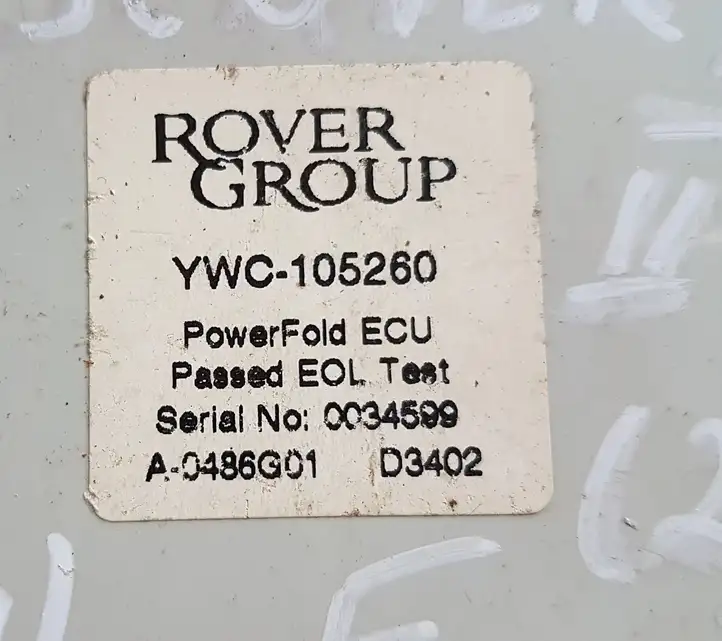 ROVER
GROUP
YWC-105260
PowerFold ECU
Passed EOL Test
Serial No: 0034599
A-0486G01 D3402